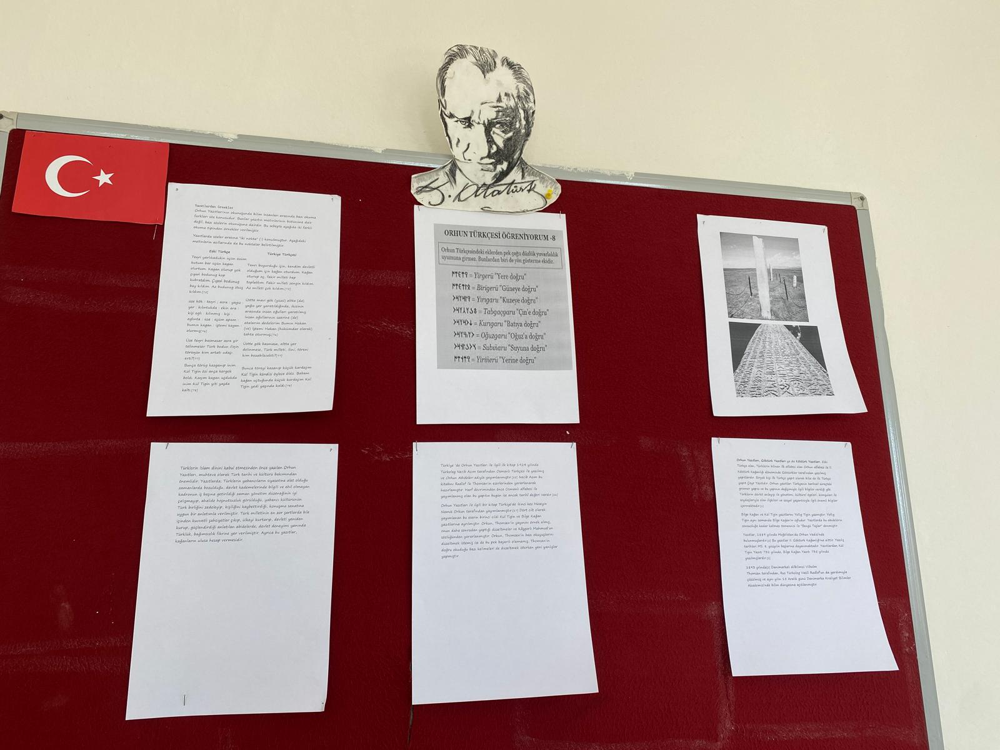 K. Atatürk
Yazıtlardan Örnekler
Orhun Yazıtları'nın okunuşunda bilim insanları arasında bazı okuma
farkları söz konusudur. Bunlar yazıtın metinlerinin bütününe dair
değil, bazı sözlerin okunuşuna dairdir. Bu sebeple aşağıda iki farklı
okuma tipinden örnekler verilmiştir.
Yazıtlarda sözler arasına "iki nokta" (:) konulmuştur. Aşağıdaki
metinlerin asıllarında da bu noktalar belirtilmiştir.
Eski Türkçe
Teŋri yarlıkadukin üçün özüm
kutum bar üçün kagan
olurtum. Kagan olurup yok
çıgań bodunug kop
kubratdım. Çıgań bodunug
bay kıldım. Az budunug öküş
kıldım.[75]
üze kök : teŋri ; asra : yagız :
yer : kılıntukda : ekin ara :
kişi oglı : kılınmış : kişi :
oglınta : üze : eçüm apam :
bumın kagan : iştemi kagan :
olurmış[76]
Üze teŋri basmasar asra yir
telinmeser Türk bodun iliŋin
törüŋün kim artatı udaçı
erti?[77]
Bunça törüg kazganıp inim
Kül Tigin özi ança kergek
boldı. Kaŋım kagan uçdukda
inim Kül Tigin yiti yaşda
kaltı.[78]
Türkiye Türkçesi
Tanrı buyurduğu için, kendim devletli
olduğum için kağan oturdum. Kağan
oturup aç, fakir milleti hep
toplattım. Fakir milleti zengin kıldım.
Az milleti çok kıldım.[75]
Üstte mavi gök (yüzü) altta (da)
yağız yer yaratıldığında, ikisinin
arasında insan oğulları yaratılmış.
İnsan oğullarının üzerine (de)
atalarım dedelerim Bumın Hakan
(ve) İştemi Hakan (hükümdar olarak)
tahta oturmuş.[76]
Üstte gök basmasa, altta yer
delinmese, Türk milleti, ilini, töreni
kim bozabilecekti?[77]
Bunca töreyi kazanıp küçük kardeşim
Kül Tigin kendisi öylece öldü. Babam
kağan uçtuğunda küçük kardeşim Kül
Tigin yedi yaşında kaldı.[78]
ORHUN TÜRKÇESİ ÖĞRENİYORUM -8
Orhun Türkçesindeki eklerden pek çoğu düzlük yuvarlaklık
uyumuna girmez. Bunlardan biri de yön gösterme ekidir.
= Yirgerü "Yere doğru"
= Birigerü "Güneye doğru"
= Yırıgaru "Kuzeye doğru"
= Tabgaçgaru "Çin'e doğru"
= Kurıgaru "Batıya doğru"
= Oğuzgaru "Oğuz'a doğru"
= Subıñaru "Suyuna doğru"
= Yiriñerü "Yerine doğru"
Türklerin İslam dinini kabul etmesinden önce yazılan Orhun
Yazıtları, muhteva olarak Türk tarihi ve kültürü bakımından
önemlidir. Yazıtlarda; Türklerin yabancıların siyasetine alet olduğu
zamanlarda bozulduğu, devlet kademelerinde bilgili ve ehil olmayan
kadronun iş başına getirildiği zaman yönetim düzeneğinin iyi
çalışmayıp, ahalide hoşnutsuzluk görüldüğü, yabancı kültürünün
Türk birliğini zedeleyip, kişiliğini kaybettirdiği, konuşma sanatına
uygun bir anlatımla verilmiştir. Türk milletinin en zor şartlarda bile
içinden kuvvetli şahsiyetler çıkıp, ülkeyi kurtarıp, devleti yeniden
kurup, güçlendirdiği anlatılan abidelerde, devlet deneyimi yanında
Türklük, bağımsızlık fikrine yer verilmiştir. Ayrıca bu yazıtlar,
kağanların ulusa hesap vermesidir.
Türkiye 'de Orhun Yazıtları ile ilgili ilk kitap 1924 yılında
Türkolog Necib Asım tarafından Osmanlı Türkçesi ile yazılmış
ve Orhun Abideleri adıyla yayımlanmıştır.[35] Necib Asım bu
kitabını Radlof ile Thomsen'in eserlerinden yararlanarak
hazırlamıştır. Harf devriminden önce Osmanlı alfabesi ile
yayımlanmış olan bu yapıtın bugün ise ancak tarihî değeri vardır.[36]
Orhun Yazıtları ile ilgili bir kitap Türkiye'de ikinci kez Hüseyin
Namık Orkun tarafından yayımlanmıştır.[37] Dört cilt olarak
yayımlanan bu eserin birinci cildi Kül Tigin ve Bilge Kağan
yazıtlarına ayrılmıştır. Orkun, Thomsen'in yayınını örnek almış,
onun daha sonradan yaptığı düzeltmeler ve Kâşgarlı Mahmud'un
sözlüğünden yararlanmıştır. Orkun, Thomsen'in bazı okuyuşlarını
düzeltmek istemiş ise de bu pek başarılı olamamış, Thomsen'in
doğru okuduğu bazı kelimeleri de düzeltmek isterken yeni yanlışlar
yapmıştır.
Orhun Yazıtları, Göktürk Yazıtları ya da Köktürk Yazıtları, Eski
Türkçe olan, Türklerin bilinen ilk alfabesi olan Orhun alfabesi ile II.
Köktürk Kağanlığı döneminde Göktürkler tarafından yazılmış
yapıtlardır. Birçok kişi ilk Türkçe yapıt olarak bilse de ilk Türkçe
yapıt Çoyr Yazıtıdır. Orhun yazıtları Türkçenin tarihsel süreçteki
gramer yapısı ve bu yapının değişimiyle ilgili bilgiler verdiği gibi
Türklerin devlet anlayışı ile yönetimi, kültürel ögeleri, komşuları ile
soydaşlarıyla olan ilişkileri ve sosyal yaşantısıyla ilgili önemli bilgiler
içermektedir.[1]
Bilge Kağan ve Kül Tigin yazıtlarını Yollıg Tigin yazmıştır. Yollıg
Tigin aynı zamanda Bilge Kağan'ın oğludur. Yazıtlarda bu abidelerin
sonsuzluğa kadar kalması temennisi ile "Bengü Taşlar" denmiştir.
Yazıtlar, 1889 yılında Moğolistan'da Orhun Vadisi'nde
bulunmuşlardır.[2] Bu yazıtlar II. Göktürk Kağanlığı'na aittir. Yazılış
tarihleri MS. 8. yüzyılın başlarına dayanmaktadır. Yazıtlardan Kül
Tigin Yazıtı 732 yılında, Bilge Kağan Yazıtı 735 yılında
yazılmışlardır.[3]
1893 yılında[4] Danimarkalı dilbilimci Vilhelm
Thomsen tarafından, Rus Türkolog Vasili Radlof'un da yardımıyla
çözülmüş ve aynı yılın 15 Aralık günü Danimarka Kraliyet Bilimler
Akademisi'nde bilim dünyasına açıklanmıştır.